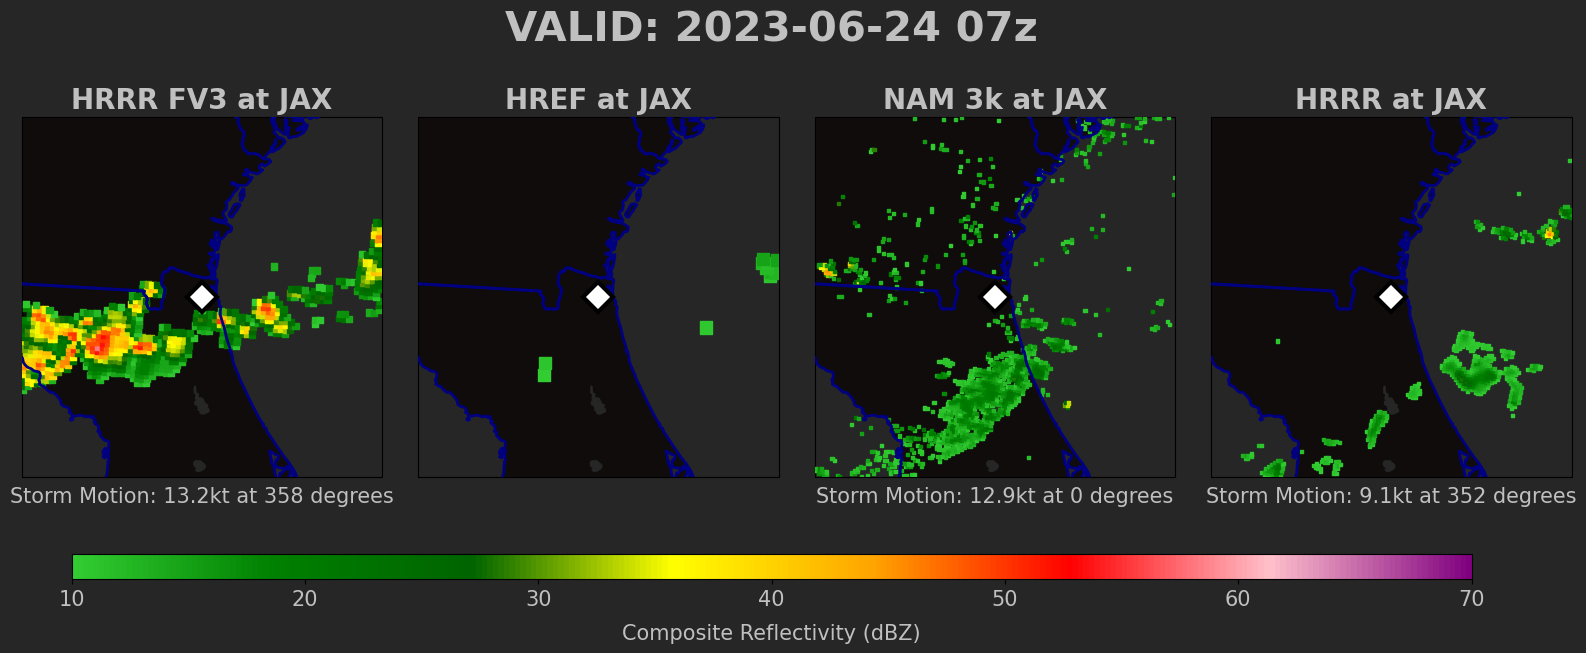 VALID: 2023-06-24 07z
HRRR FV3 at JAX
HREF at JAX
NAM 3k at JAX
HRRR at JAX
Storm Motion: 13.2kt at 358 degrees
Storm Motion: 12.9kt at 0 degrees
Storm Motion: 9.1kt at 352 degrees
10 20 30 40 50 60 70
Composite Reflectivity (dBZ)